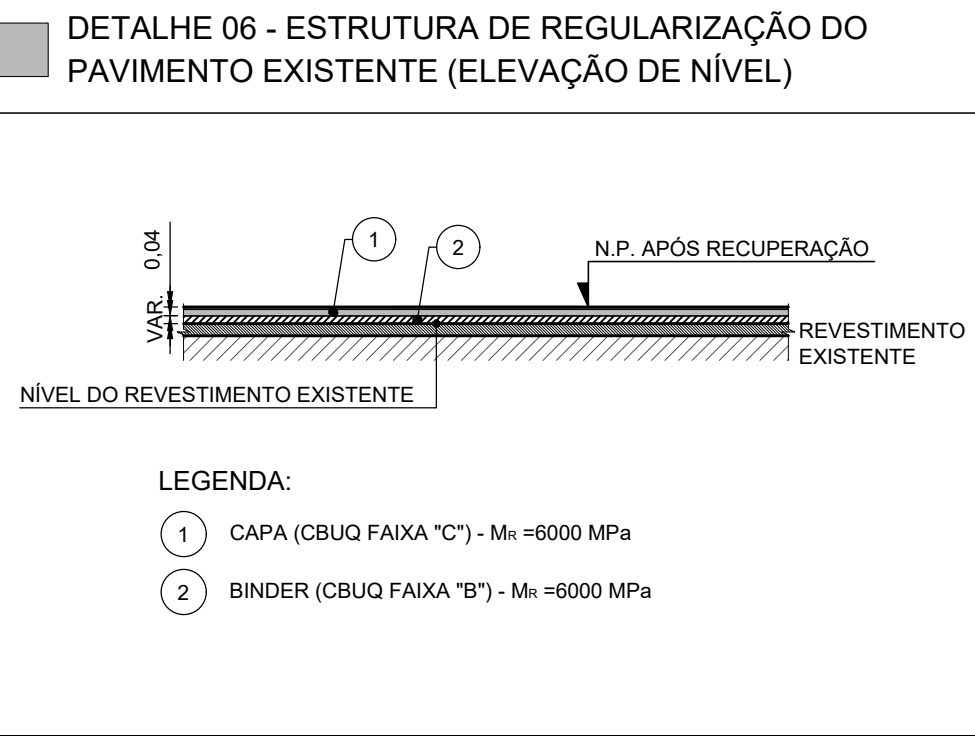 DETALHE 06 - ESTRUTURA DE REGULARIZAÇÃO DO
PAVIMENTO EXISTENTE (ELEVAÇÃO DE NÍVEL)
0,04
VAR.
1
2
N.P. APÓS RECUPERAÇÃO
REVESTIMENTO
EXISTENTE
NÍVEL DO REVESTIMENTO EXISTENTE
LEGENDA:
1 CAPA (CBUQ FAIXA "C") - MR =6000 MPa
2 BINDER (CBUQ FAIXA "B") - MR =6000 MPa